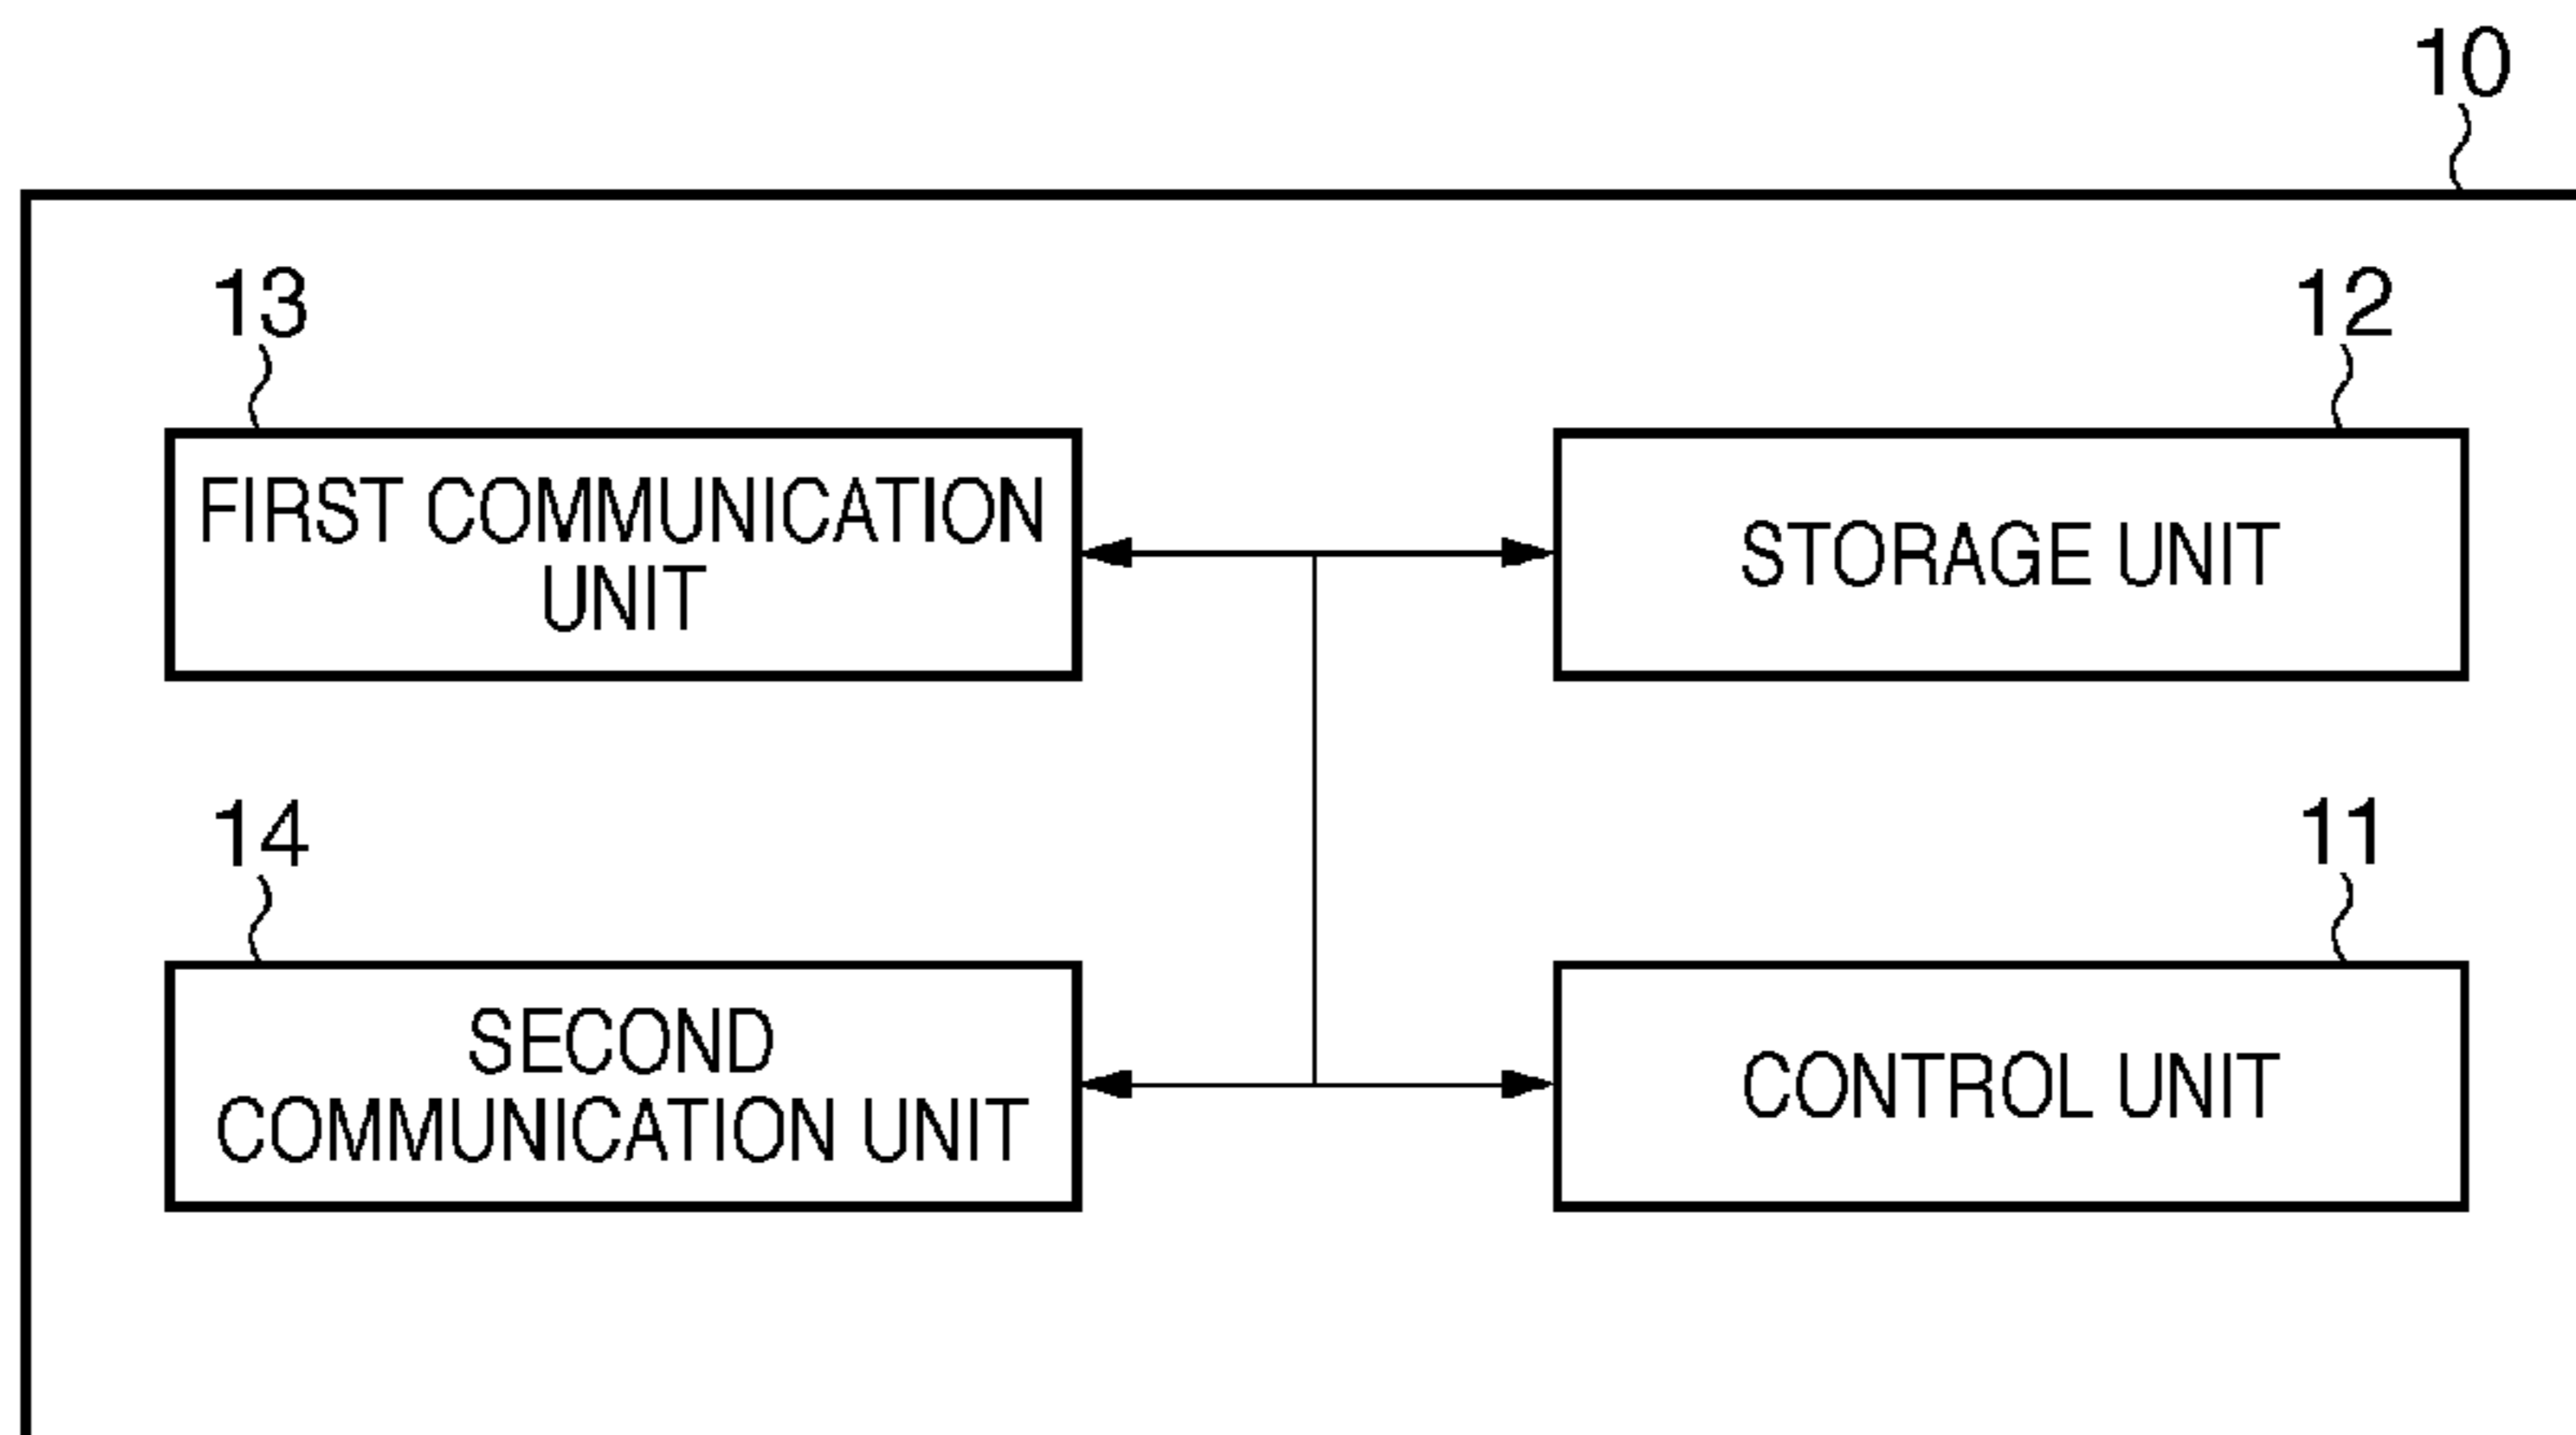 10
13
12
FIRST COMMUNICATION
UNIT
STORAGE UNIT
14
11
SECOND
COMMUNICATION UNIT
CONTROL UNIT